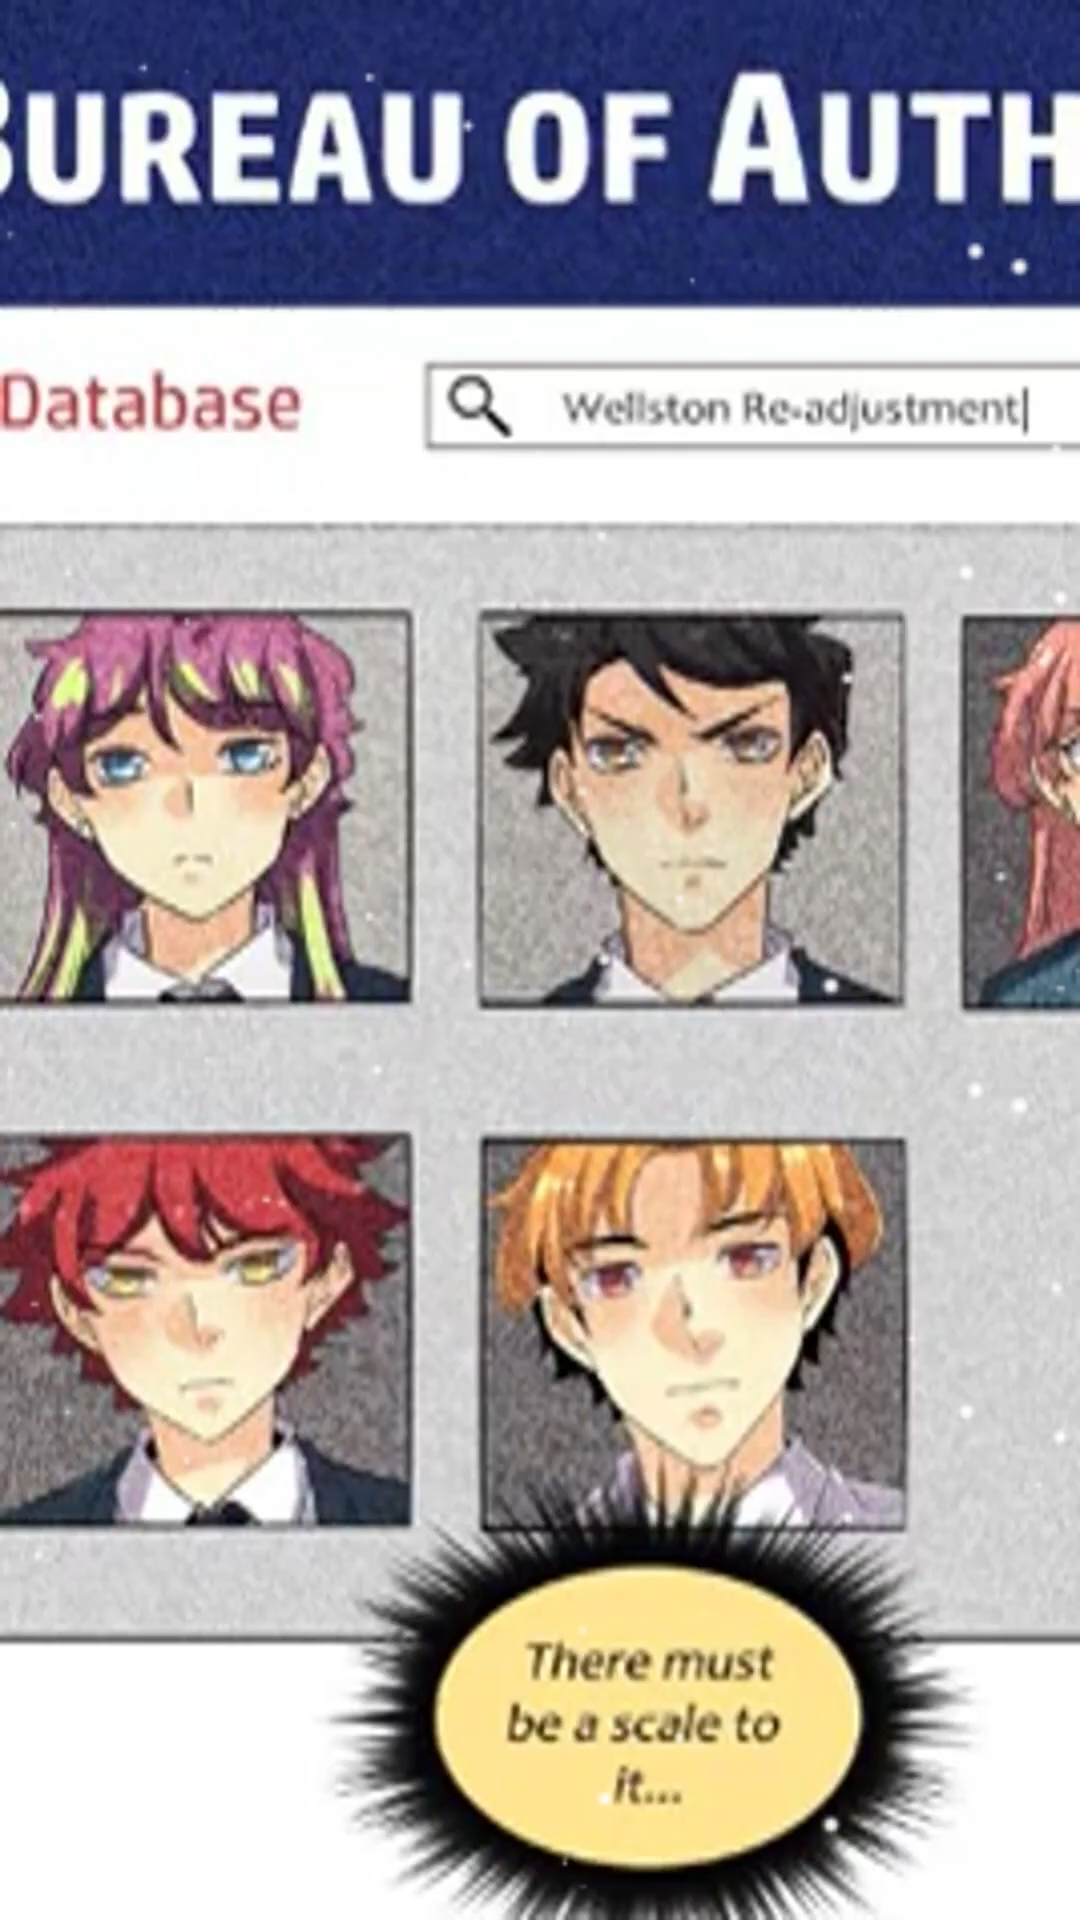 BUREAU OF AUTH
Database
Wellston Re-adjustment
There must
be a scale to
it...